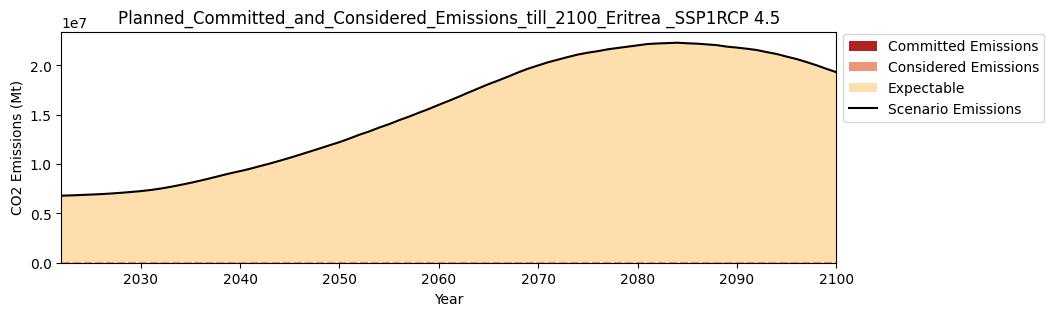 Planned_Committed_and_Considered_Emissions_till_2100_Eritrea _SSP1RCP 4.5
1e7
CO2 Emissions (Mt)
2.0
1.5
1.0
0.5
0.0
2030 2040 2050 2060 2070 2080 2090 2100
Year
Committed Emissions
Considered Emissions
Expectable
Scenario Emissions